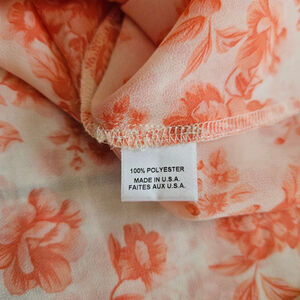 100% POLYESTER
MADE IN U.S.A.
FAITES AUX U.S.A.